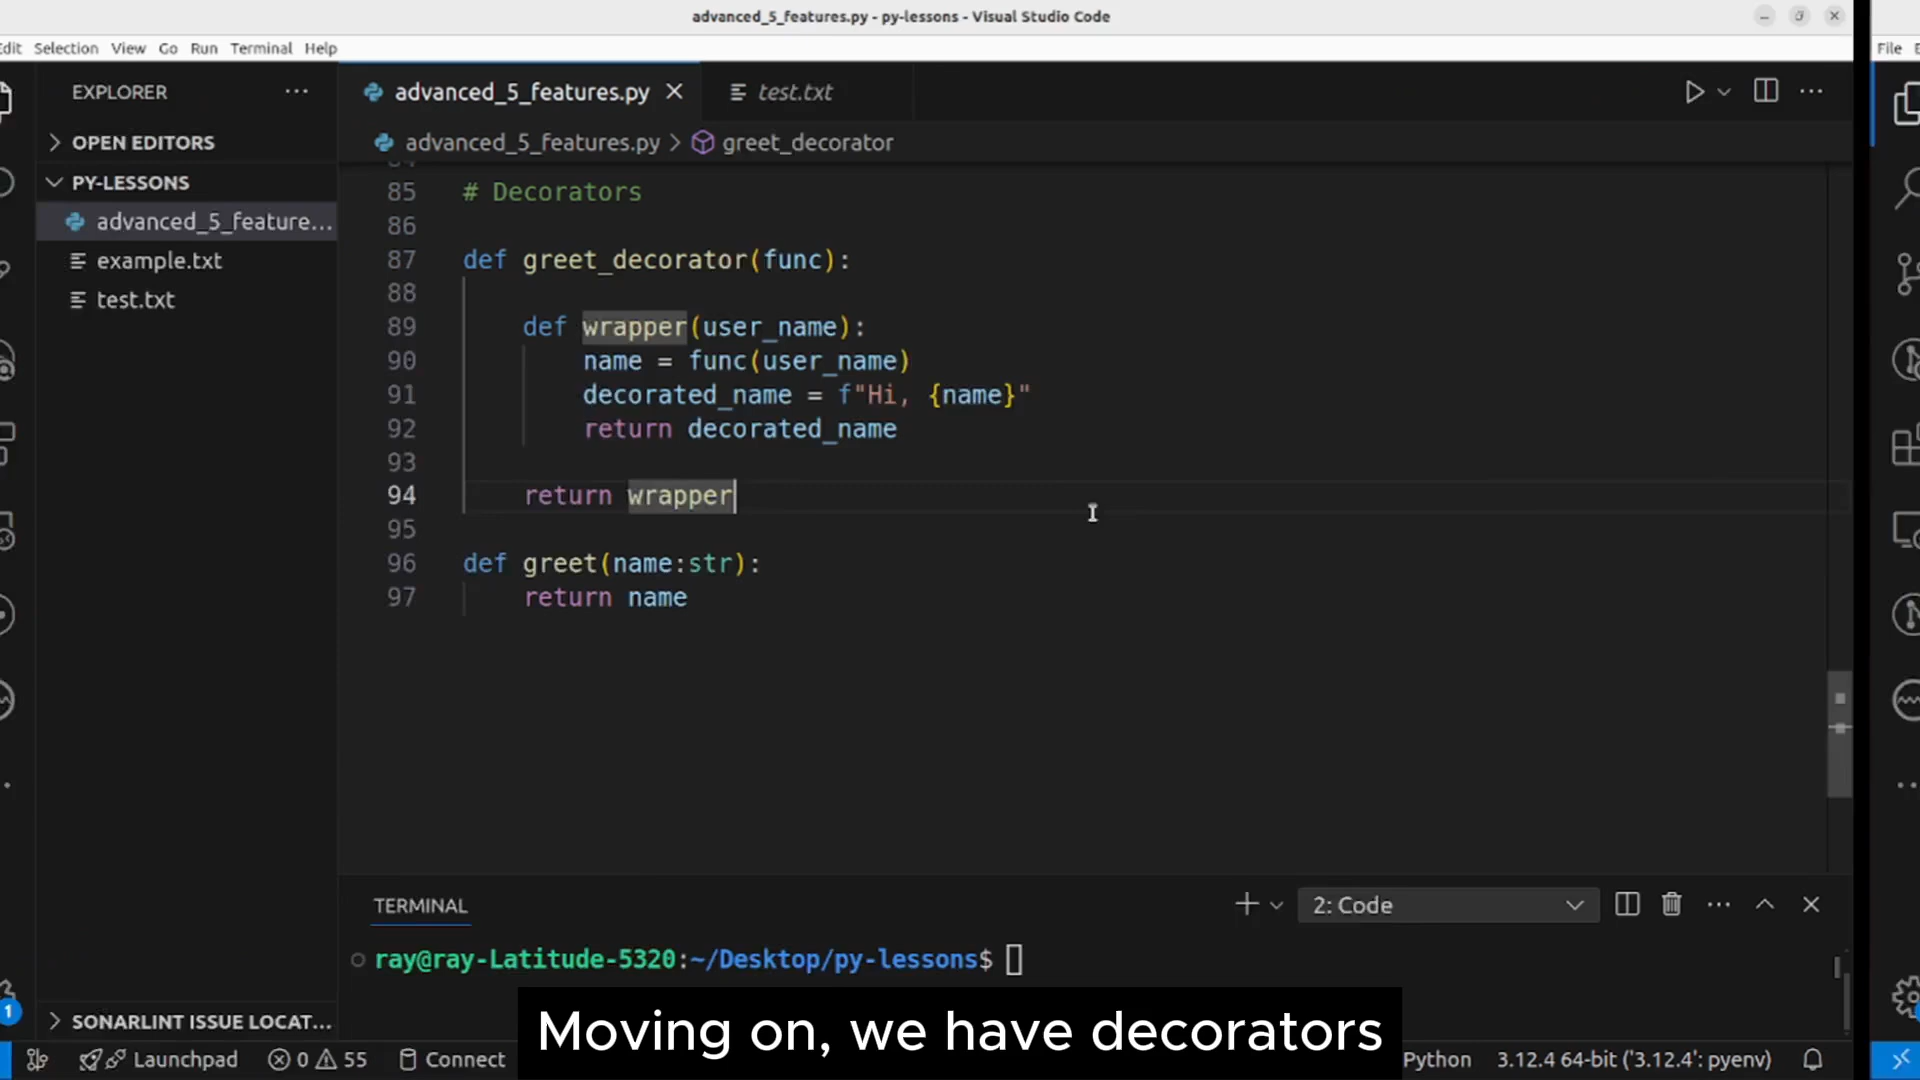 advanced_5_features.py - py-lessons - Visual Studio Code
Edit Selection View Go Run Terminal Help
File
EXPLORER
OPEN EDITORS
PY-LESSONS
advanced_5_feature...
example.txt
test.txt
SONARLINT ISSUE LOCAT...
advanced_5_features.py
test.txt
advanced_5_features.py > greet_decorator
84
85 # Decorators
86
87 def greet_decorator(func):
88
89 def wrapper(user_name):
90 name = func(user_name)
91 decorated_name = f"Hi, {name}"
92 return decorated_name
93
94 return wrapper
95
96 def greet(name:str):
97 return name
TERMINAL
2: Code
ray@ray-Latitude-5320:~/Desktop/py-lessons$
Moving on, we have decorators
1
Launchpad 0 55 Connect
Python 3.12.4 64-bit ('3.12.4': pyenv)